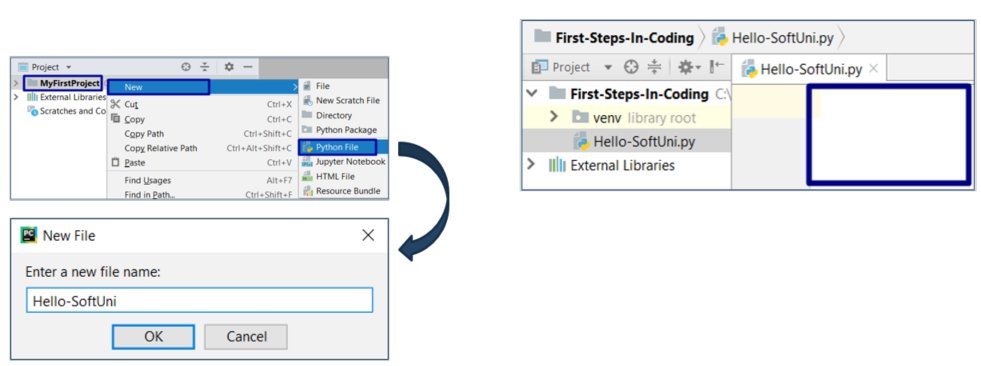 Project
MyFirstProject
External Libraries
Scratches and Co
New
Cut Ctrl+X
Copy Ctrl+C
Copy Path Ctrl+Shift+C
Copy Relative Path Ctrl+Alt+Shift+C
Paste Ctrl+V
Find Usages Alt+F7
Find in Path... Ctrl+Shift+F
File
New Scratch File
Directory
Python Package
Python File
Jupyter Notebook
HTML File
Resource Bundle
PC
New File
Enter a new file name:
Hello-SoftUni
OK Cancel
First-Steps-In-Coding Hello-SoftUni.py
Project Hello-SoftUni.py
First-Steps-In-Coding C:\
venv library root
Hello-SoftUni.py
External Libraries